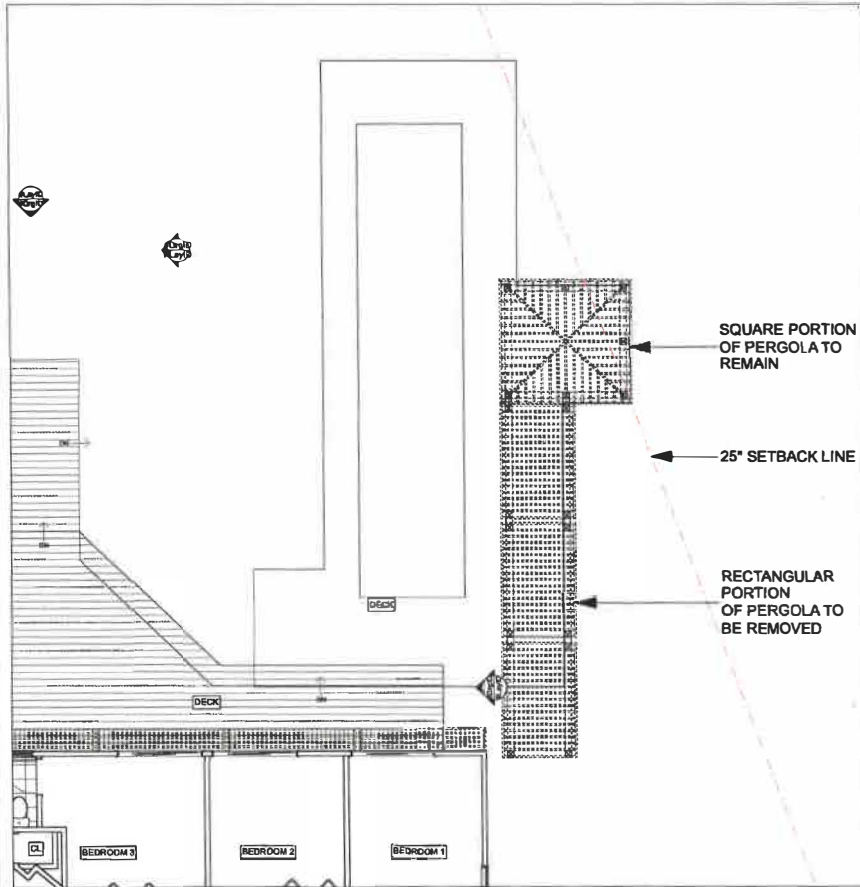 SQUARE PORTION
OF PERGOLA TO
REMAIN
25" SETBACK LINE
RECTANGULAR
PORTION
OF PERGOLA TO
BE REMOVED
DECK
DECK
CL
BEDROOM 3
BEDROOM 2
BEDROOM 1